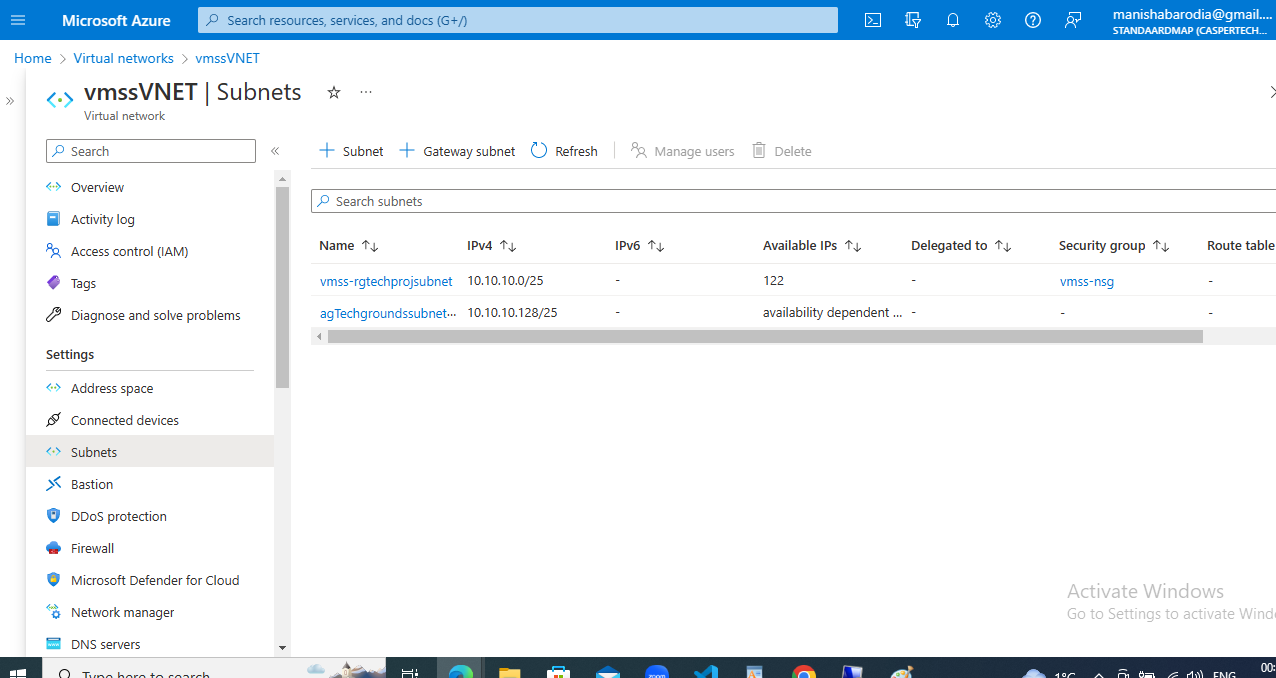 Microsoft Azure
Search resources, services, and docs (G+/)
manishabarodia@gmail....
STANDAARDMAP (CASPERTECH...
Home > Virtual networks > vmssVNET
vmssVNET | Subnets
Virtual network
Search
+ Subnet + Gateway subnet Refresh Manage users Delete
Search subnets
Name IPv4 IPv6 Available IPs Delegated to Security group Route table
vmss-rgtechprojsubnet 10.10.10.0/25 - 122 - vmss-nsg -
agTechgroundssubnet... 10.10.10.128/25 - availability dependent ... - - -
Overview
Activity log
Access control (IAM)
Tags
Diagnose and solve problems
Settings
Address space
Connected devices
Subnets
Bastion
DDoS protection
Firewall
Microsoft Defender for Cloud
Network manager
DNS servers
Activate Windows
Go to Settings to activate
Type here to search
zoom
1°C
ENG
00: